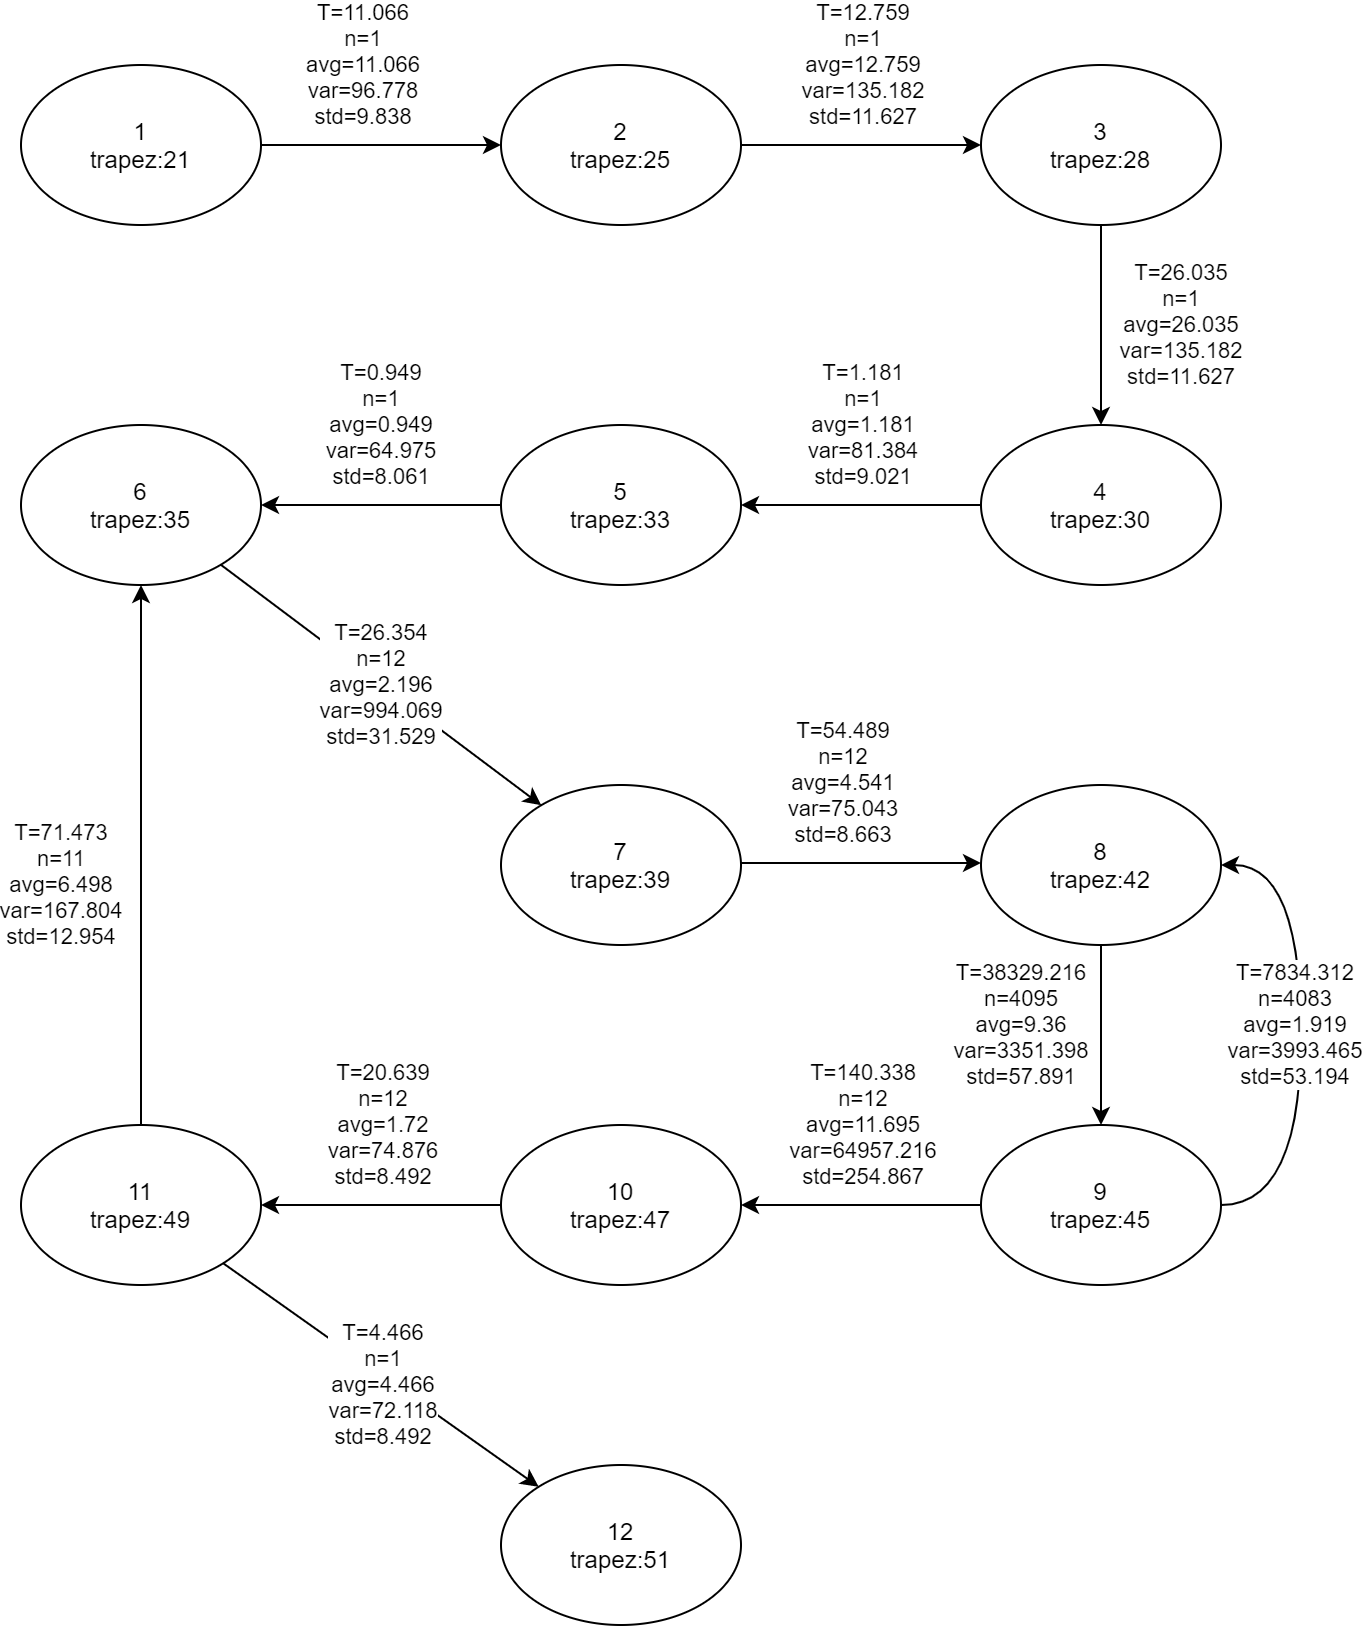 T=11.066
n=1
avg=11.066
var=96.778
std=9.838
T=12.759
n=1
avg=12.759
var=135.182
std=11.627
1
trapez:21
2
trapez:25
3
trapez:28
T=26.035
n=1
avg=26.035
var=135.182
std=11.627
T=0.949
n=1
avg=0.949
var=64.975
std=8.061
T=1.181
n=1
avg=1.181
var=81.384
std=9.021
6
trapez:35
5
trapez:33
4
trapez:30
T=26.354
n=12
avg=2.196
var=994.069
std=31.529
T=54.489
n=12
avg=4.541
var=75.043
std=8.663
T=71.473
n=11
avg=6.498
var=167.804
std=12.954
7
trapez:39
8
trapez:42
T=38329.216
n=4095
avg=9.36
var=3351.398
std=57.891
T=7834.312
n=4083
avg=1.919
var=3993.465
std=53.194
T=20.639
n=12
avg=1.72
var=74.876
std=8.492
T=140.338
n=12
avg=11.695
var=64957.216
std=254.867
11
trapez:49
10
trapez:47
9
trapez:45
T=4.466
n=1
avg=4.466
var=72.118
std=8.492
12
trapez:51